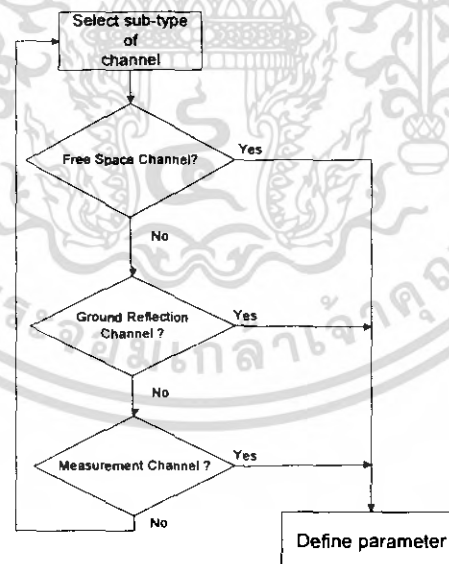 Select sub-type
of
channel
Free Space Channel?
Yes
No
Ground Reflection
Channel ?
Yes
No
Measurement Channel ?
Yes
No
Define parameter